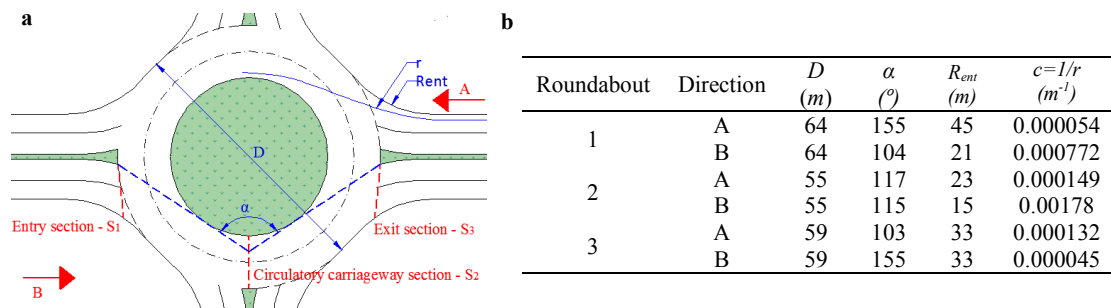 a
r
Rent
A
D
α
Entry section - S1
Exit section - S3
Circulatory carriageway section - S2
B
b
Roundabout Direction D (m) α (º) Rent (m) c=1/r (m-1)
1 A 64 155 45 0.000054
B 64 104 21 0.000772
2 A 55 117 23 0.000149
B 55 115 15 0.00178
3 A 59 103 33 0.000132
B 59 155 33 0.000045